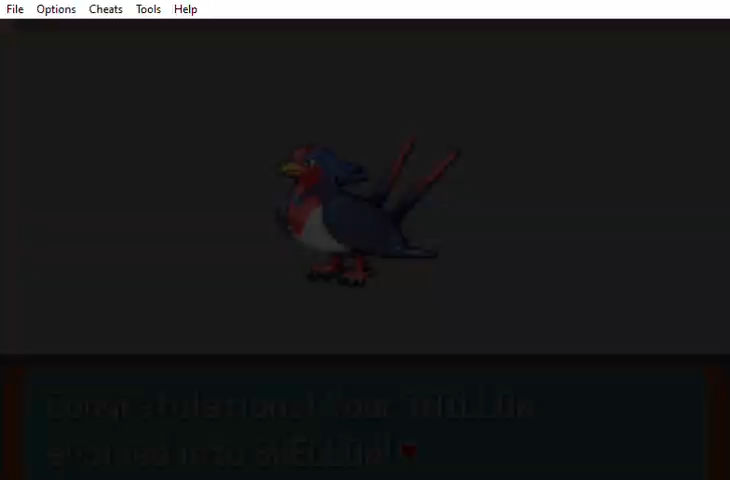 File Options Cheats Tools Help
Congratulations! Your TAILLOW
evolved into SWELLOW!